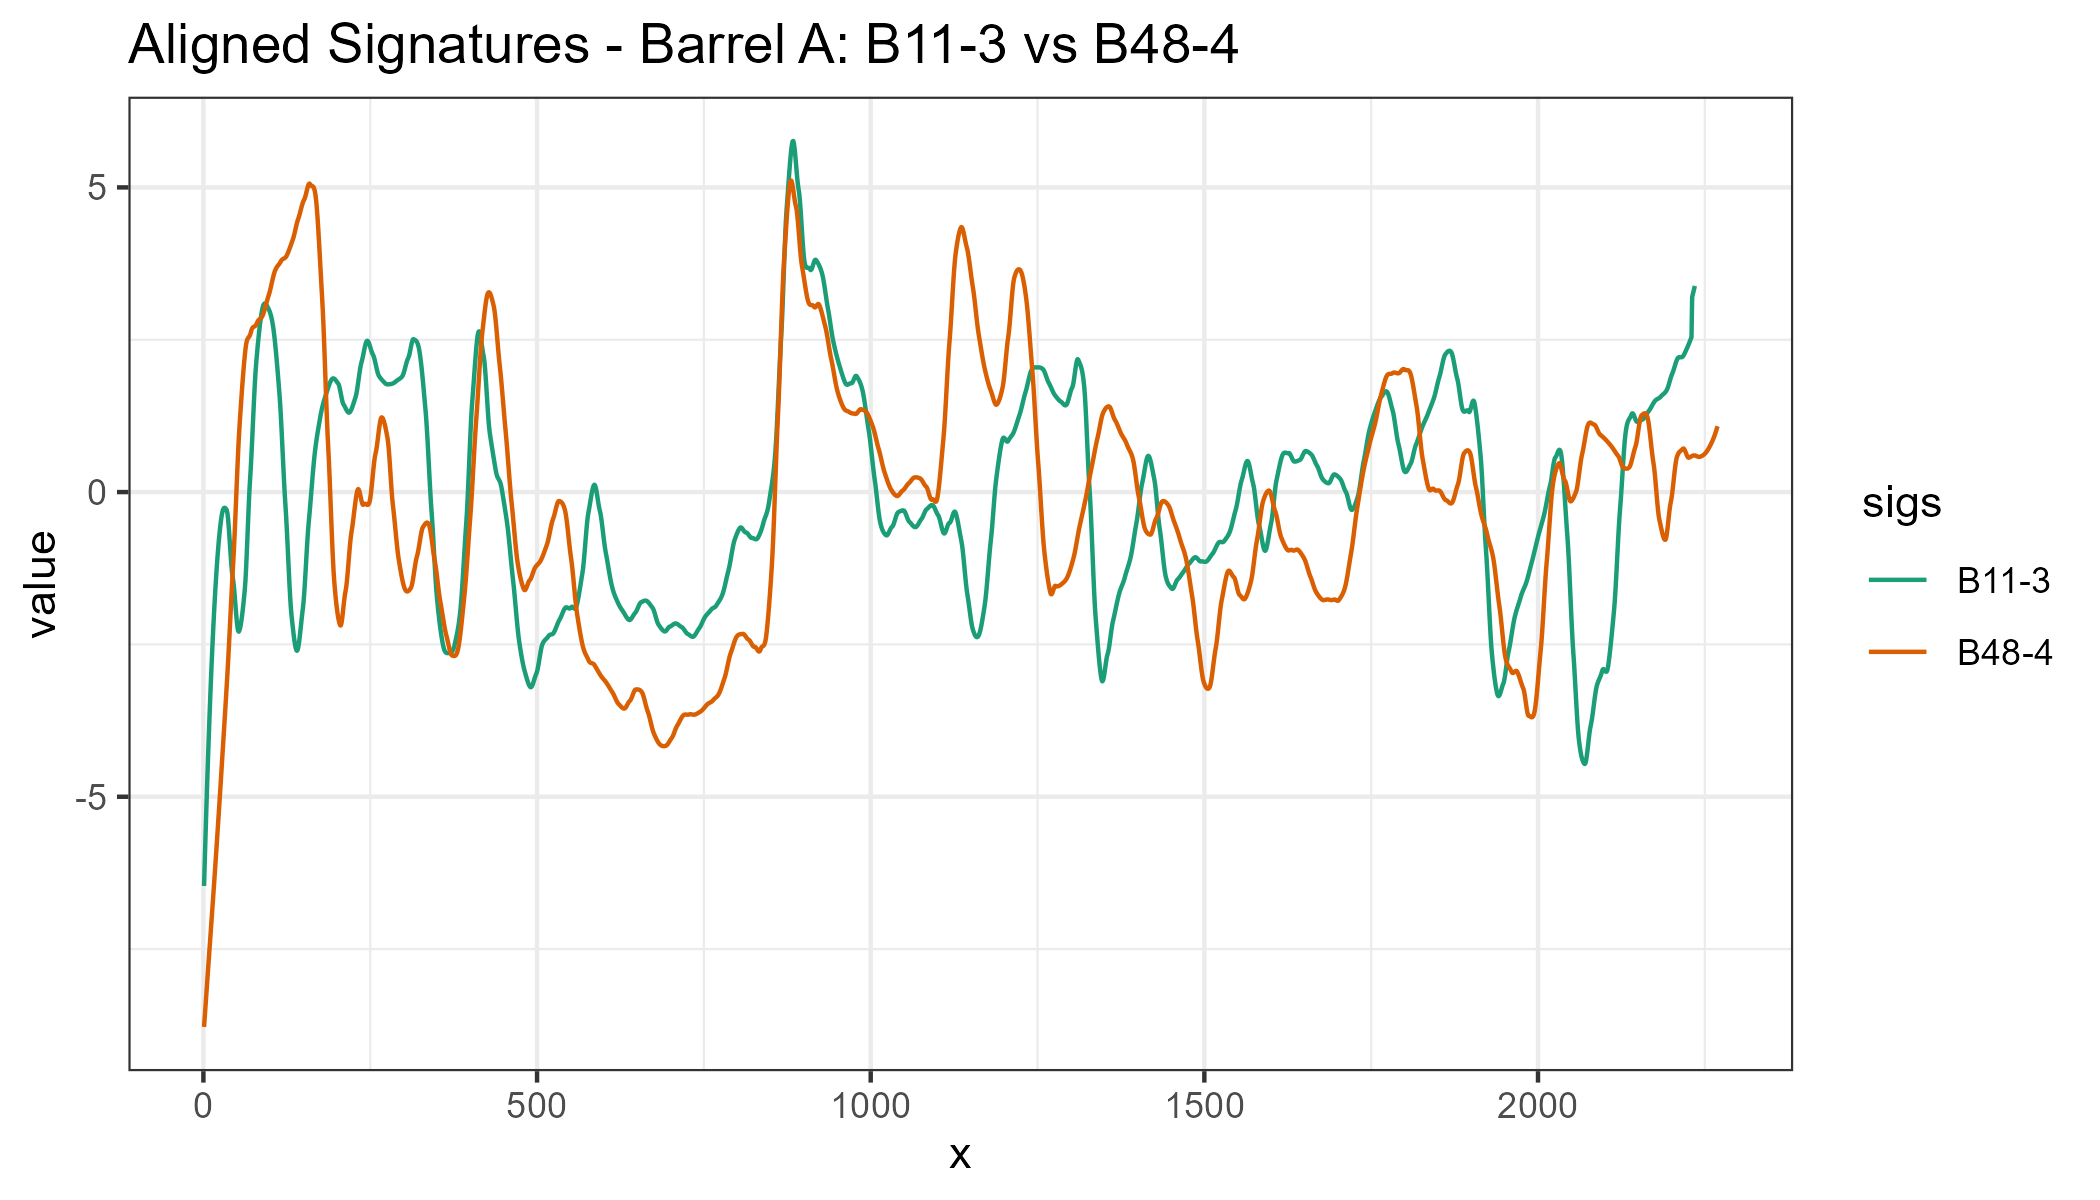 Aligned Signatures - Barrel A: B11-3 vs B48-4
value
5
0
-5
0
500
1000
1500
2000
x
sigs
B11-3
B48-4